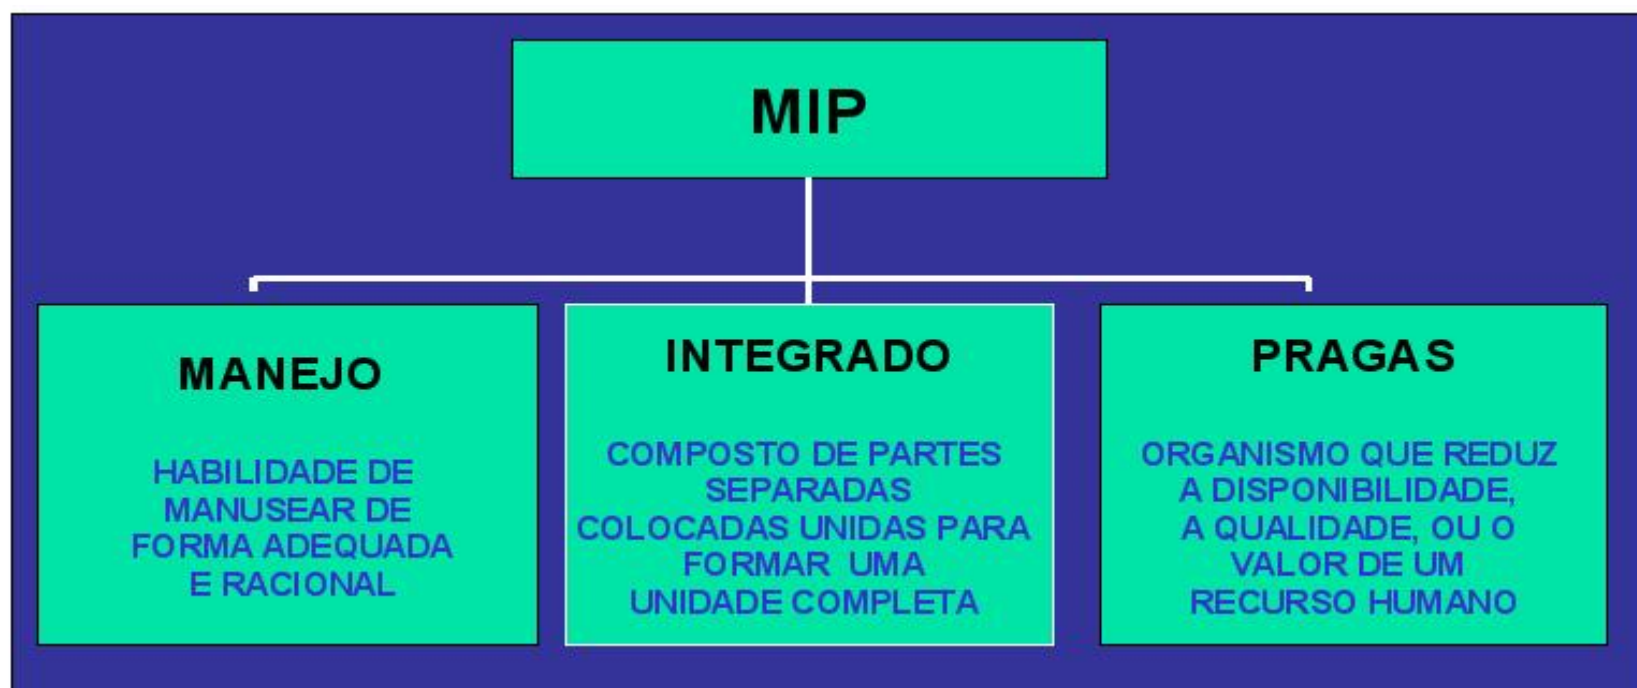 MIP
MANEJO
HABILIDADE DE
MANUSEAR DE
FORMA ADEQUADA
E RACIONAL
INTEGRADO
COMPOSTO DE PARTES
SEPARADAS
COLOCADAS UNIDAS PARA
FORMAR UMA
UNIDADE COMPLETA
PRAGAS
ORGANISMO QUE REDUZ
A DISPONIBILIDADE,
A QUALIDADE, OU O
VALOR DE UM
RECURSO HUMANO